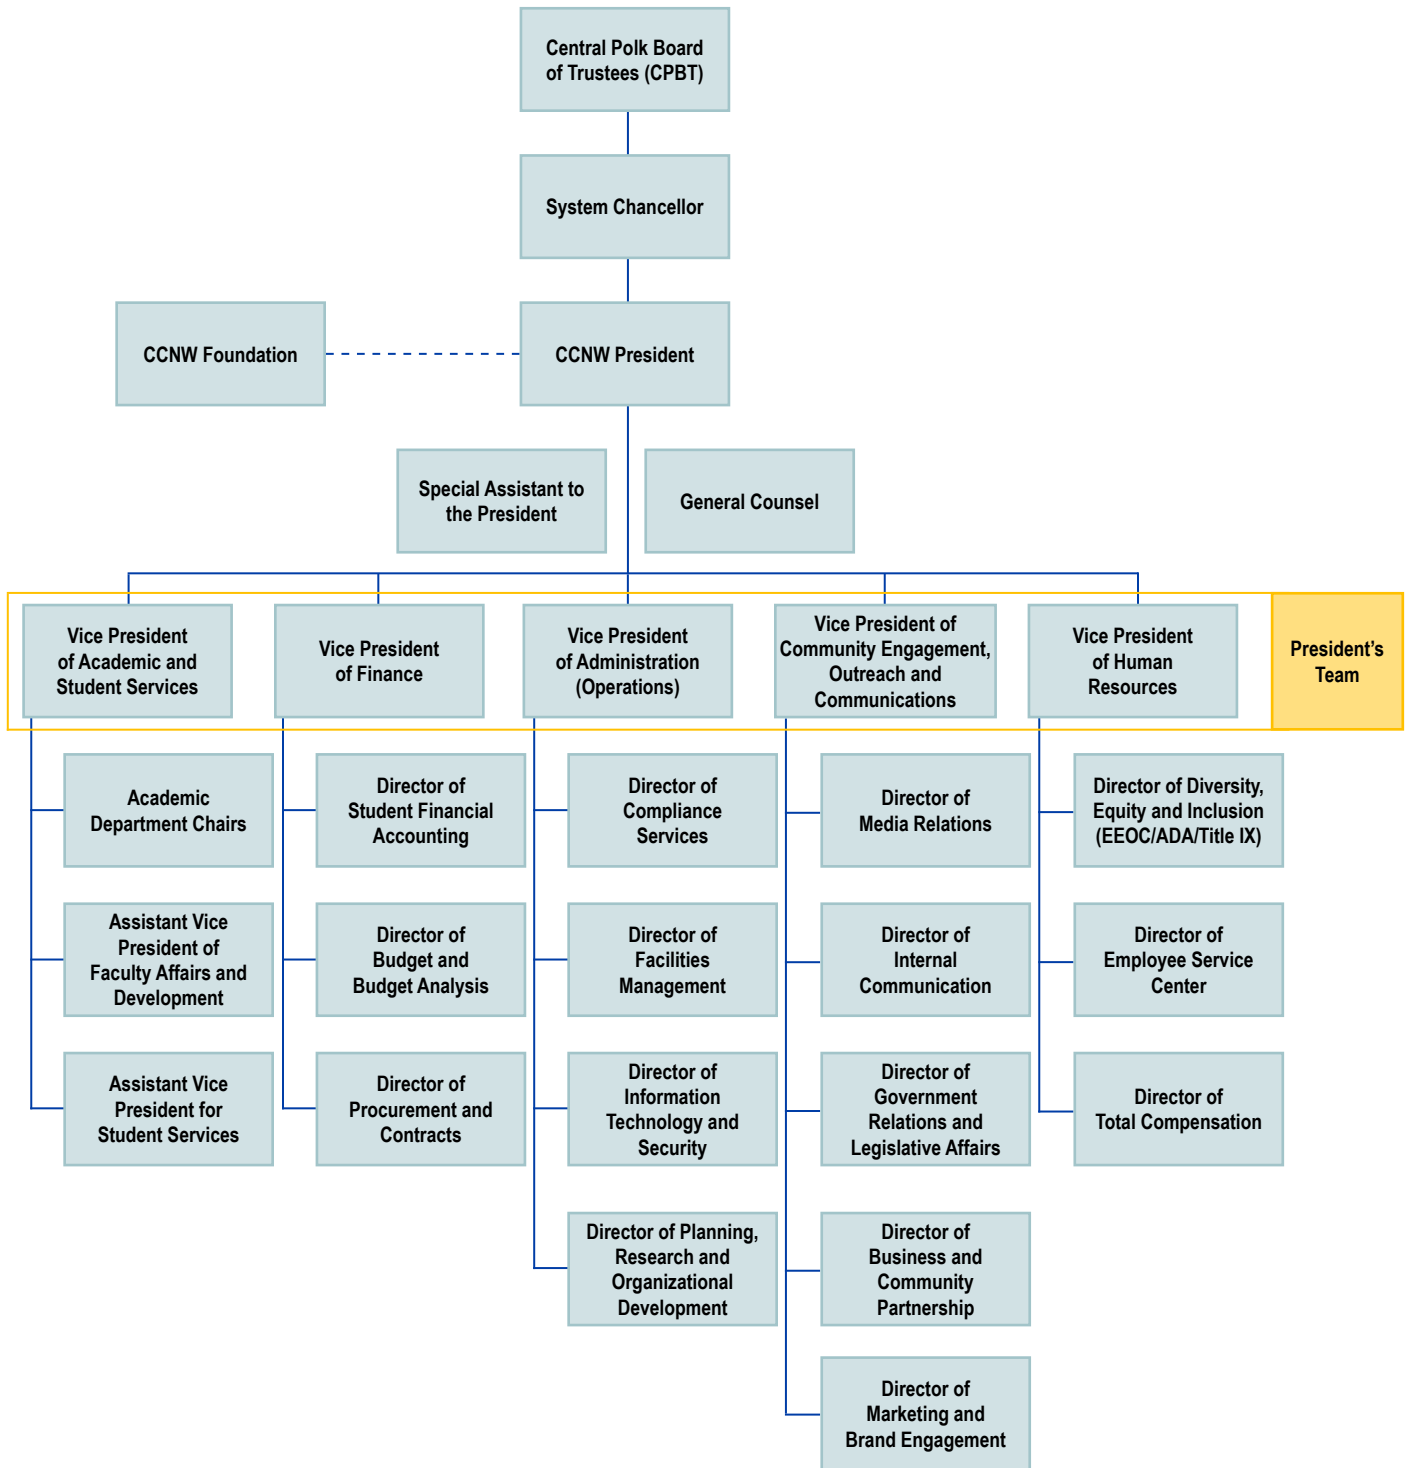 Central Polk Board
of Trustees (CPBT)
System Chancellor
CCNW Foundation
CCNW President
Special Assistant to
the President
General Counsel
Vice President
of Academic and
Student Services
Vice President
of Finance
Vice President
of Administration
(Operations)
Vice President of
Community Engagement,
Outreach and
Communications
Vice President
of Human
Resources
President’s
Team
Academic
Department Chairs
Director of
Student Financial
Accounting
Director of
Compliance
Services
Director of
Media Relations
Director of Diversity,
Equity and Inclusion
(EEOC/ADA/Title IX)
Assistant Vice
President of
Faculty Affairs and
Development
Director of
Budget and
Budget Analysis
Director of
Facilities
Management
Director of
Internal
Communication
Director of
Employee Service
Center
Assistant Vice
President for
Student Services
Director of
Procurement and
Contracts
Director of
Information
Technology and
Security
Director of
Government
Relations and
Legislative Affairs
Director of
Total Compensation
Director of Planning,
Research and
Organizational
Development
Director of
Business and
Community
Partnership
Director of
Marketing and
Brand Engagement